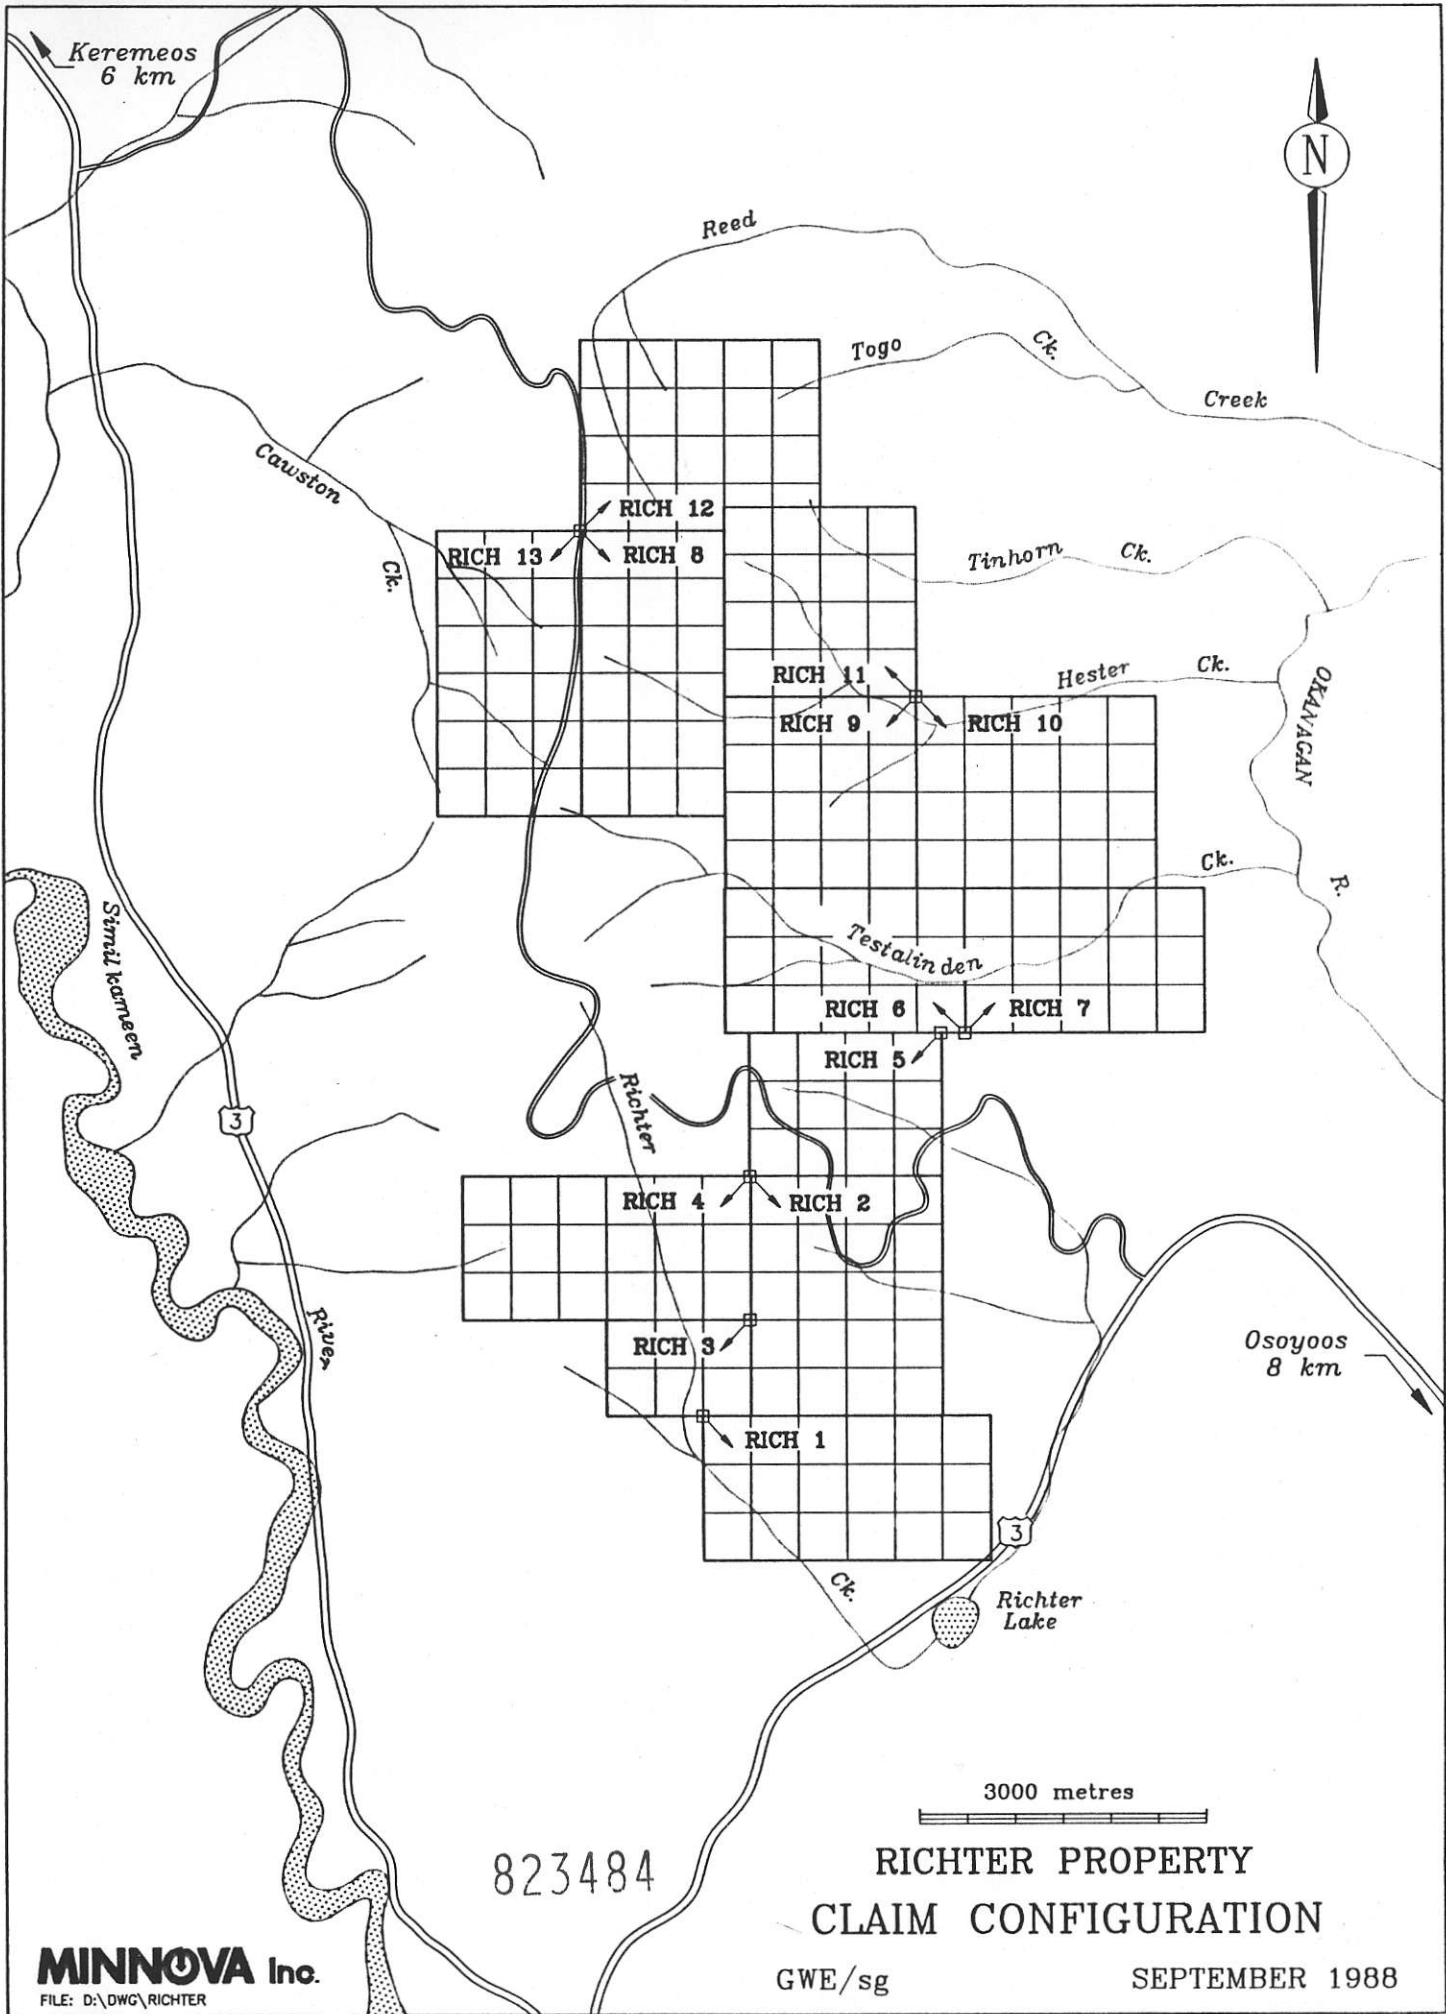 Keremeos
6 km
N
Reed
Togo
Ck.
Creek
Cawston
Ck.
RICH 12
RICH 13
RICH 8
Tinhorn Ck.
RICH 11
Hester Ck.
RICH 9
RICH 10
OKANAGAN
R.
Ck.
Testalinden
Similkameen
RICH 6
RICH 7
RICH 5
Richter
3
RICH 4
RICH 2
River
RICH 3
Osoyoos
8 km
RICH 1
3
Ck.
Richter
Lake
3000 metres
RICHTER PROPERTY
823484
CLAIM CONFIGURATION
MINNOVA Inc.
GWE/sg
SEPTEMBER 1988
FILE: D:\DWG\RICHTER